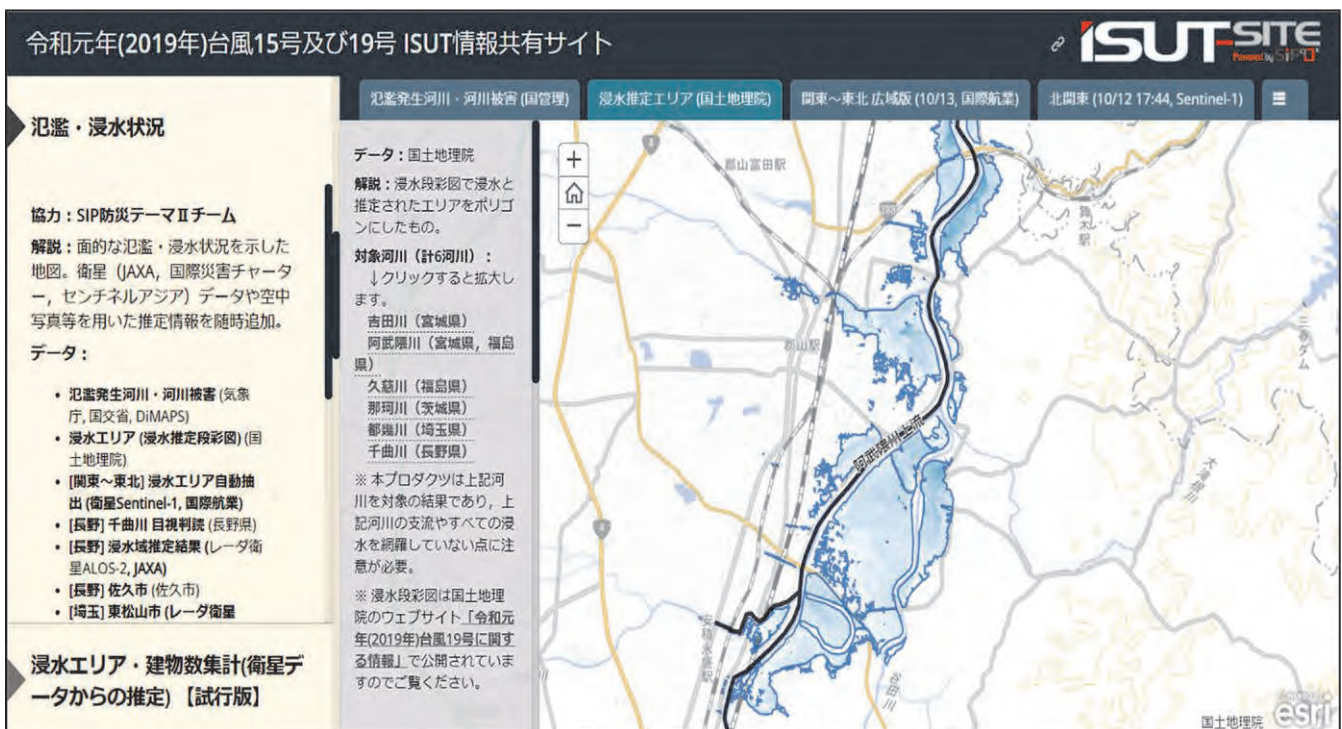 令和元年(2019年)台風15号及び19号 ISUT情報共有サイト
ISUT-SITE
Powered by SIP
氾濫発生河川・河川被害(国管理)
浸水推定エリア(国土地理院)
関東～東北 広域版 (10/13, 国際航業)
北関東 (10/12 17:44, Sentinel-1)
氾濫・浸水状況
協力：SIP防災テーマⅡチーム
解説：面的な氾濫・浸水状況を示した
地図。衛星（JAXA，国際災害チャータ
ー，センチネルアジア）データや空中
写真等を用いた推定情報を随時追加。
データ：
• 氾濫発生河川・河川被害 (気象
庁, 国交省, DiMAPS)
• 浸水エリア (浸水推定段彩図) (国
土地理院)
• [関東～東北] 浸水エリア自動抽
出 (衛星Sentinel-1, 国際航業)
• [長野] 千曲川 目視判読 (長野県)
• [長野] 浸水域推定結果 (レーダ衛
星ALOS-2, JAXA)
• [長野] 佐久市 (佐久市)
• [埼玉] 東松山市 (レーダ衛星
浸水エリア・建物数集計(衛星デ
ータからの推定) 【試行版】
データ：国土地理院
解説：浸水段彩図で浸水と
推定されたエリアをポリゴ
ンにしたもの。
対象河川（計6河川）：
↓クリックすると拡大し
ます。
吉田川（宮城県）
阿武隈川（宮城県，福島
県）
久慈川（福島県）
那珂川（茨城県）
都幾川（埼玉県）
千曲川（長野県）
※ 本プロダクツは上記河
川を対象の結果であり，上
記河川の支流やすべての浸
水を網羅していない点に注
意が必要。
※ 浸水段彩図は国土地理
院のウェブサイト「令和元
年(2019年)台風19号に関す
る情報」で公開されていま
すのでご覧ください。
+
−
郡山富田駅
舞木駅
郡山駅
三春ダム
阿武隈川上流
大滝根川
安積永盛駅
谷田川
国土地理院
esri